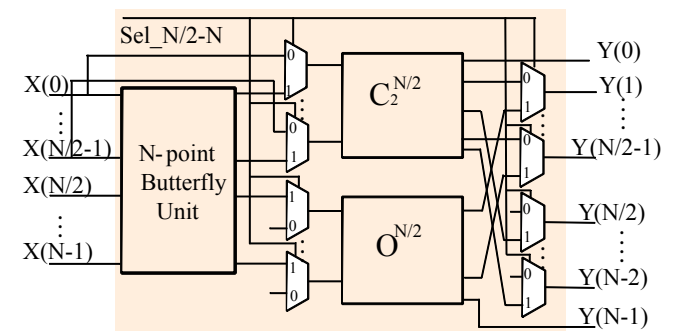 Sel_N/2-N
X(0)
X(N/2-1)
X(N/2)
X(N-1)
N-point
Butterfly
Unit
0
1
0
1
1
0
1
0
C₂^N/2
O^N/2
0
1
0
1
0
1
0
1
Y(0)
Y(1)
Y(N/2-1)
Y(N/2)
Y(N-2)
Y(N-1)